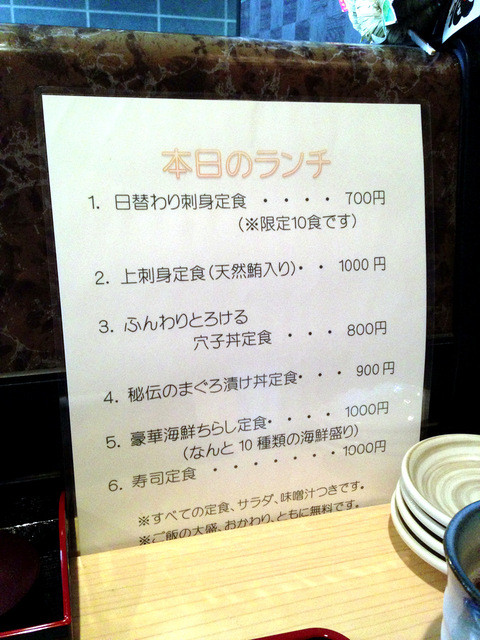 本日のランチ
1. 日替わり刺身定食 ・・・・ 700円
(※限定10食です)
2. 上刺身定食(天然鮪入り)・・ 1000円
3. ふんわりとろける
穴子丼定食 ・・・ 800円
4. 秘伝のまぐろ漬け丼定食・・・ 900円
5. 豪華海鮮ちらし定食・・・・ 1000円
(なんと10種類の海鮮盛り)
6. 寿司定食 ・・・・・・・1000円
※すべての定食、サラダ、味噌汁つきです。
※ご飯の大盛、おかわり、ともに無料です。